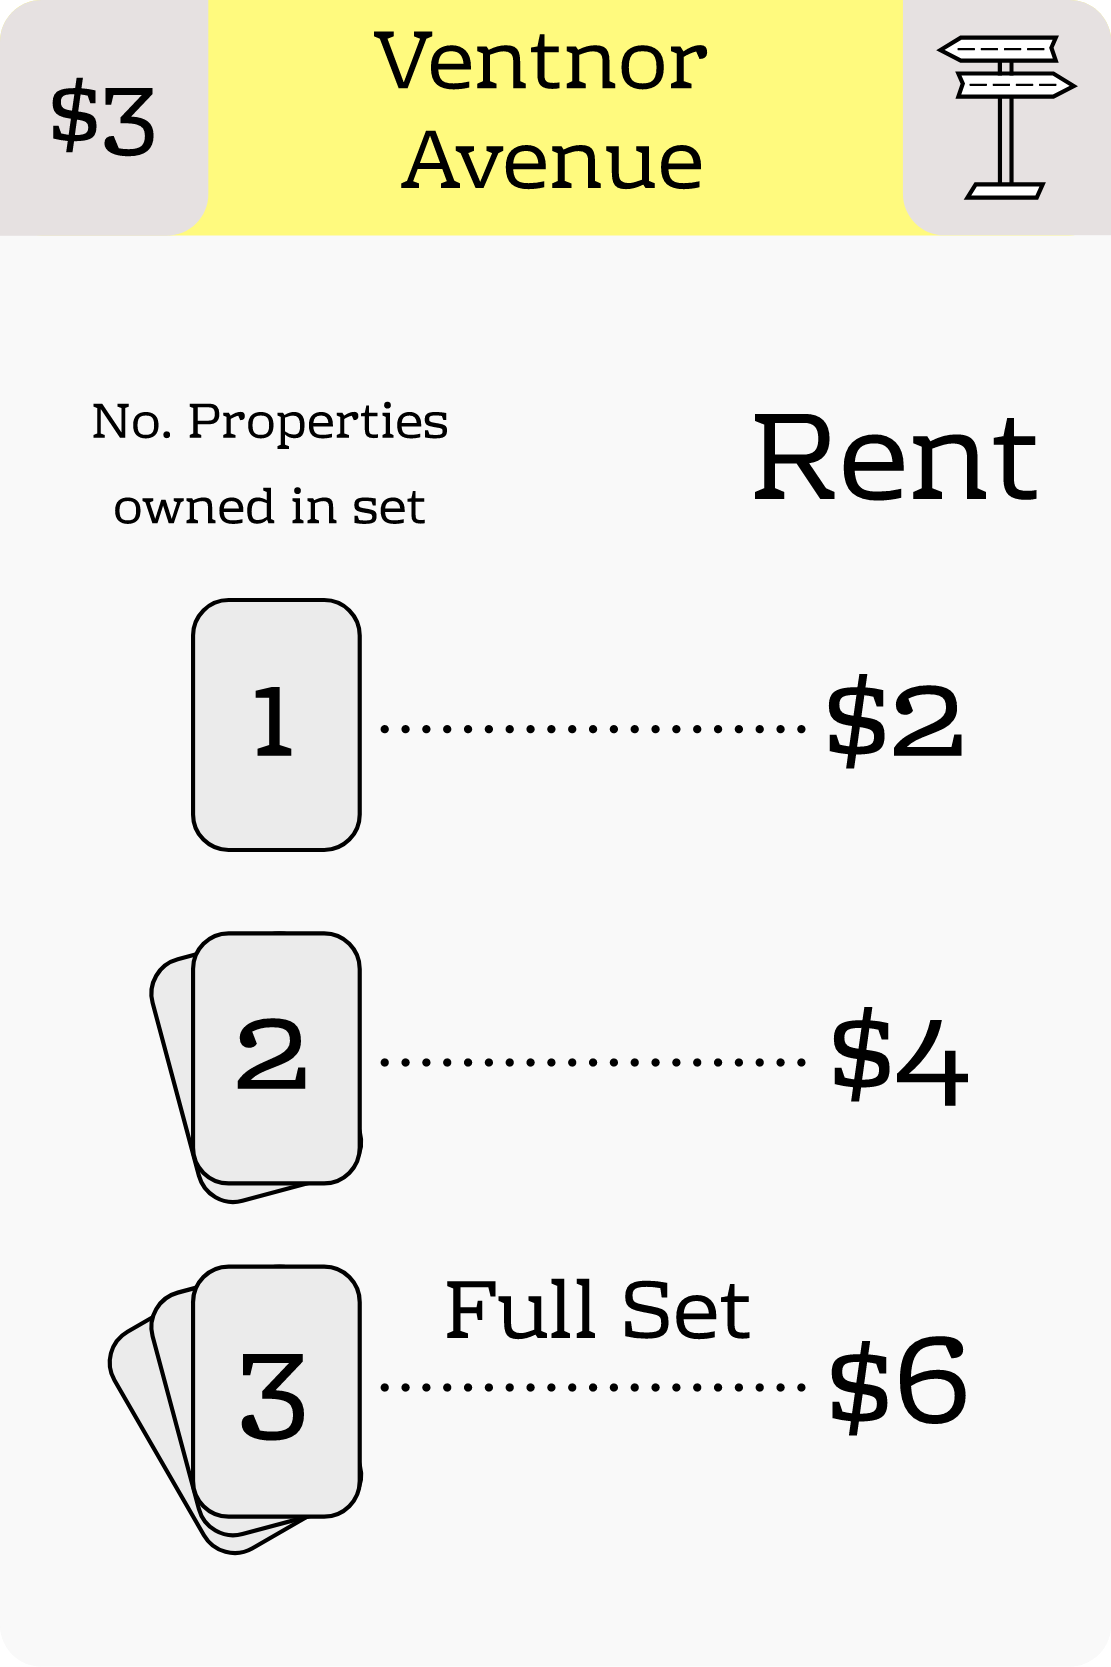 $3
Ventnor
Avenue
No. Properties
owned in set
Rent
1 $2
2 $4
Full Set
3 $6